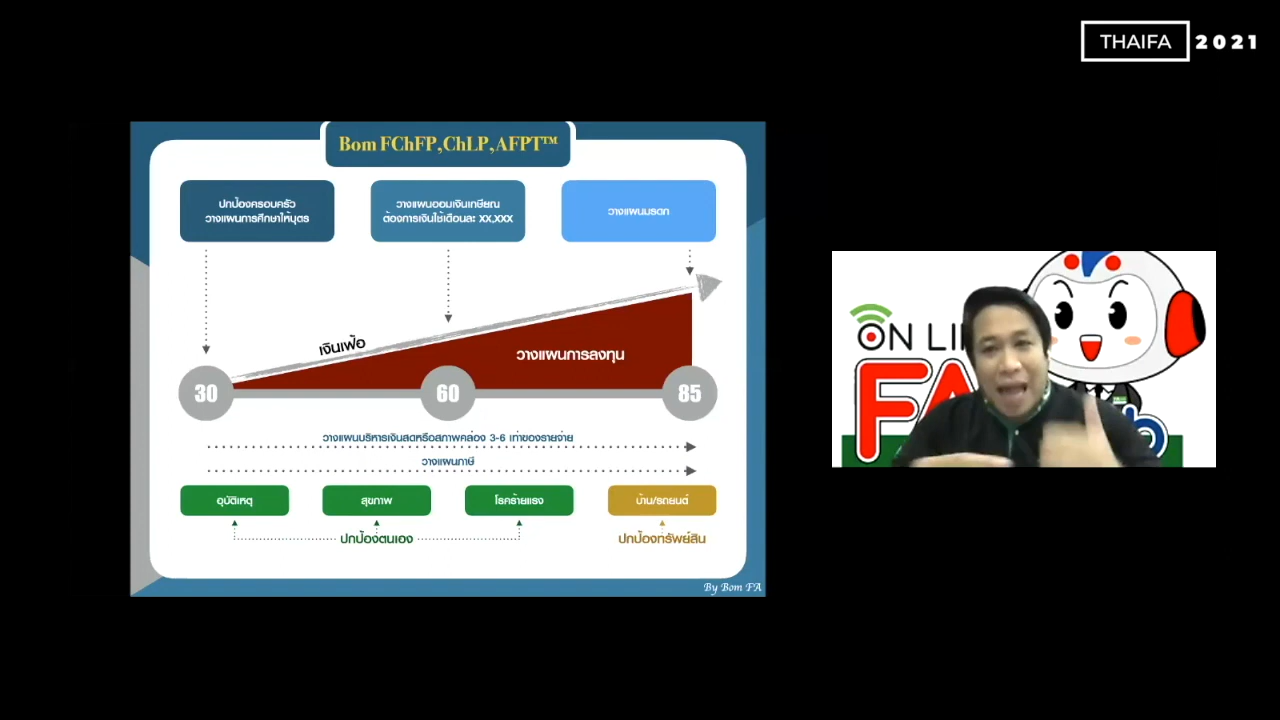 THAIFA 2021
Bom FChFP,ChLP,AFPT™
ปกป้องครอบครัว
วางแผนการศึกษาให้บุตร
วางแผนออมเงินเกษียณ
ต้องการเงินใช้เดือนละ XX,XXX
วางแผนมรดก
เงินเฟ้อ
วางแผนการลงทุน
30
60
85
วางแผนบริหารเงินสดหรือสภาพคล่อง 3-6 เท่าของรายจ่าย
วางแผนภาษี
อุบัติเหตุ
สุขภาพ
โรคร้ายแรง
บ้าน/รถยนต์
ปกป้องตนเอง
ปกป้องทรัพย์สิน
By Bom FA
ON LI
FA
b